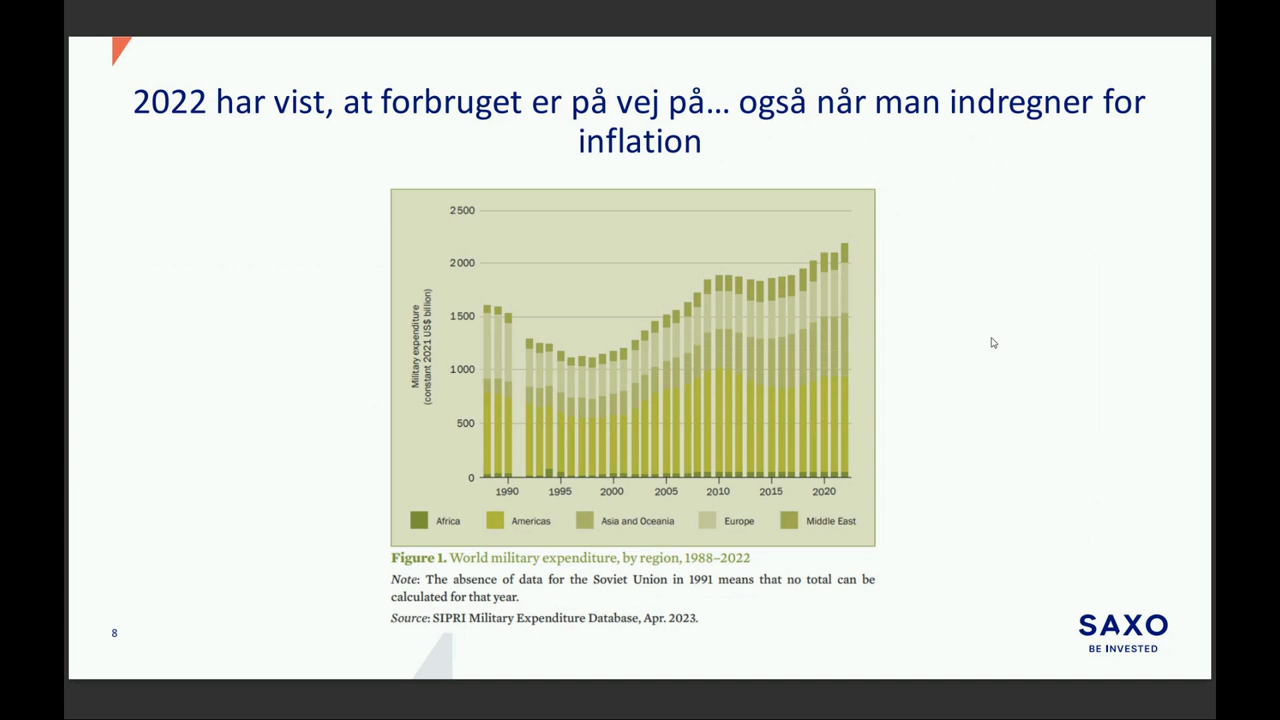 2022 har vist, at forbruget er på vej på… også når man indregner for
inflation
2500
2000
1500
1000
500
0
Military expenditure
(constant 2021 US$ billion)
1990 1995 2000 2005 2010 2015 2020
Africa Americas Asia and Oceania Europe Middle East
Figure 1. World military expenditure, by region, 1988–2022
Note: The absence of data for the Soviet Union in 1991 means that no total can be
calculated for that year.
Source: SIPRI Military Expenditure Database, Apr. 2023.
8
SAXO
BE INVESTED